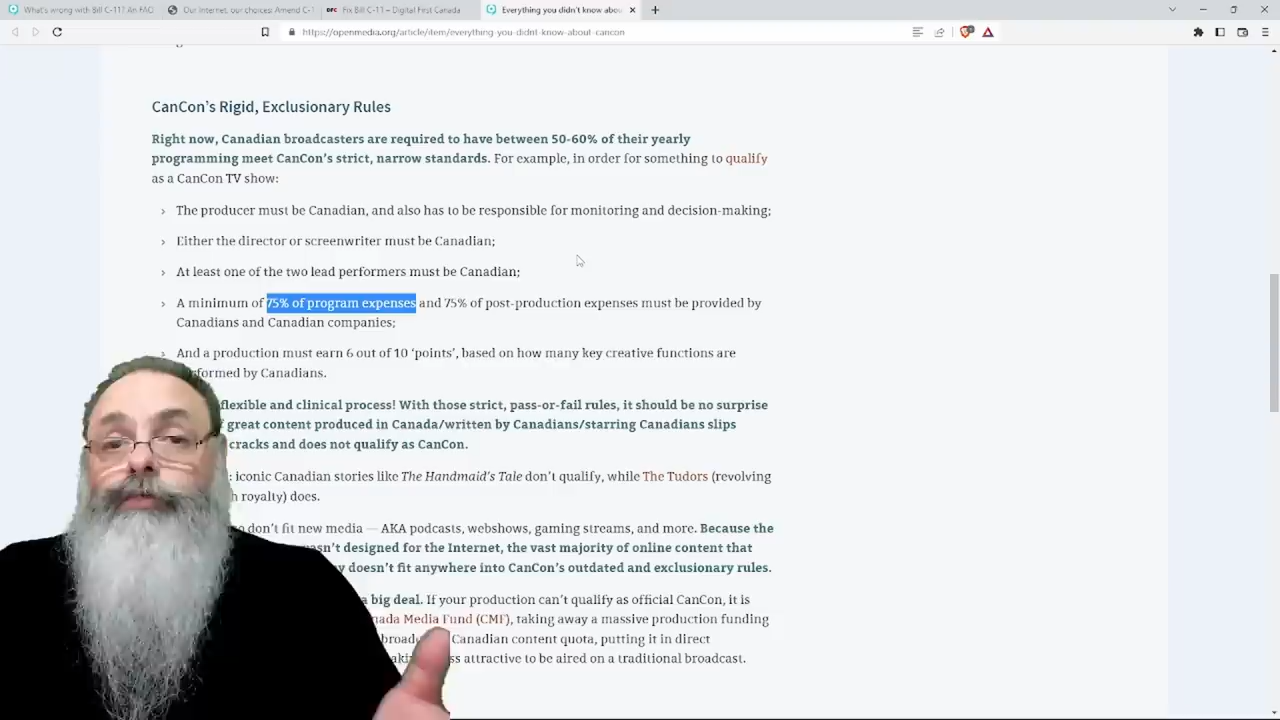 What's wrong with Bill C-11? An FAQ
Our Internet, our choices: Amend C-1
DFC Fix Bill C-11 – Digital First Canada
Everything you didn't know abou
https://openmedia.org/article/item/everything-you-didnt-know-about-cancon
CanCon's Rigid, Exclusionary Rules
Right now, Canadian broadcasters are required to have between 50-60% of their yearly
programming meet CanCon's strict, narrow standards. For example, in order for something to qualify
as a CanCon TV show:
› The producer must be Canadian, and also has to be responsible for monitoring and decision-making;
› Either the director or screenwriter must be Canadian;
› At least one of the two lead performers must be Canadian;
› A minimum of 75% of program expenses and 75% of post-production expenses must be provided by
Canadians and Canadian companies;
› And a production must earn 6 out of 10 'points', based on how many key creative functions are
formed by Canadians.
flexible and clinical process! With those strict, pass-or-fail rules, it should be no surprise
great content produced in Canada/written by Canadians/starring Canadians slips
cracks and does not qualify as CanCon.
: iconic Canadian stories like The Handmaid's Tale don't qualify, while The Tudors (revolving
royalty) does.
don't fit new media — AKA podcasts, webshows, gaming streams, and more. Because the
designed for the Internet, the vast majority of online content that
doesn't fit anywhere into CanCon's outdated and exclusionary rules.
a big deal. If your production can't qualify as official CanCon, it is
Media Fund (CMF), taking away a massive production funding
Canadian content quota, putting it in direct
attractive to be aired on a traditional broadcast.